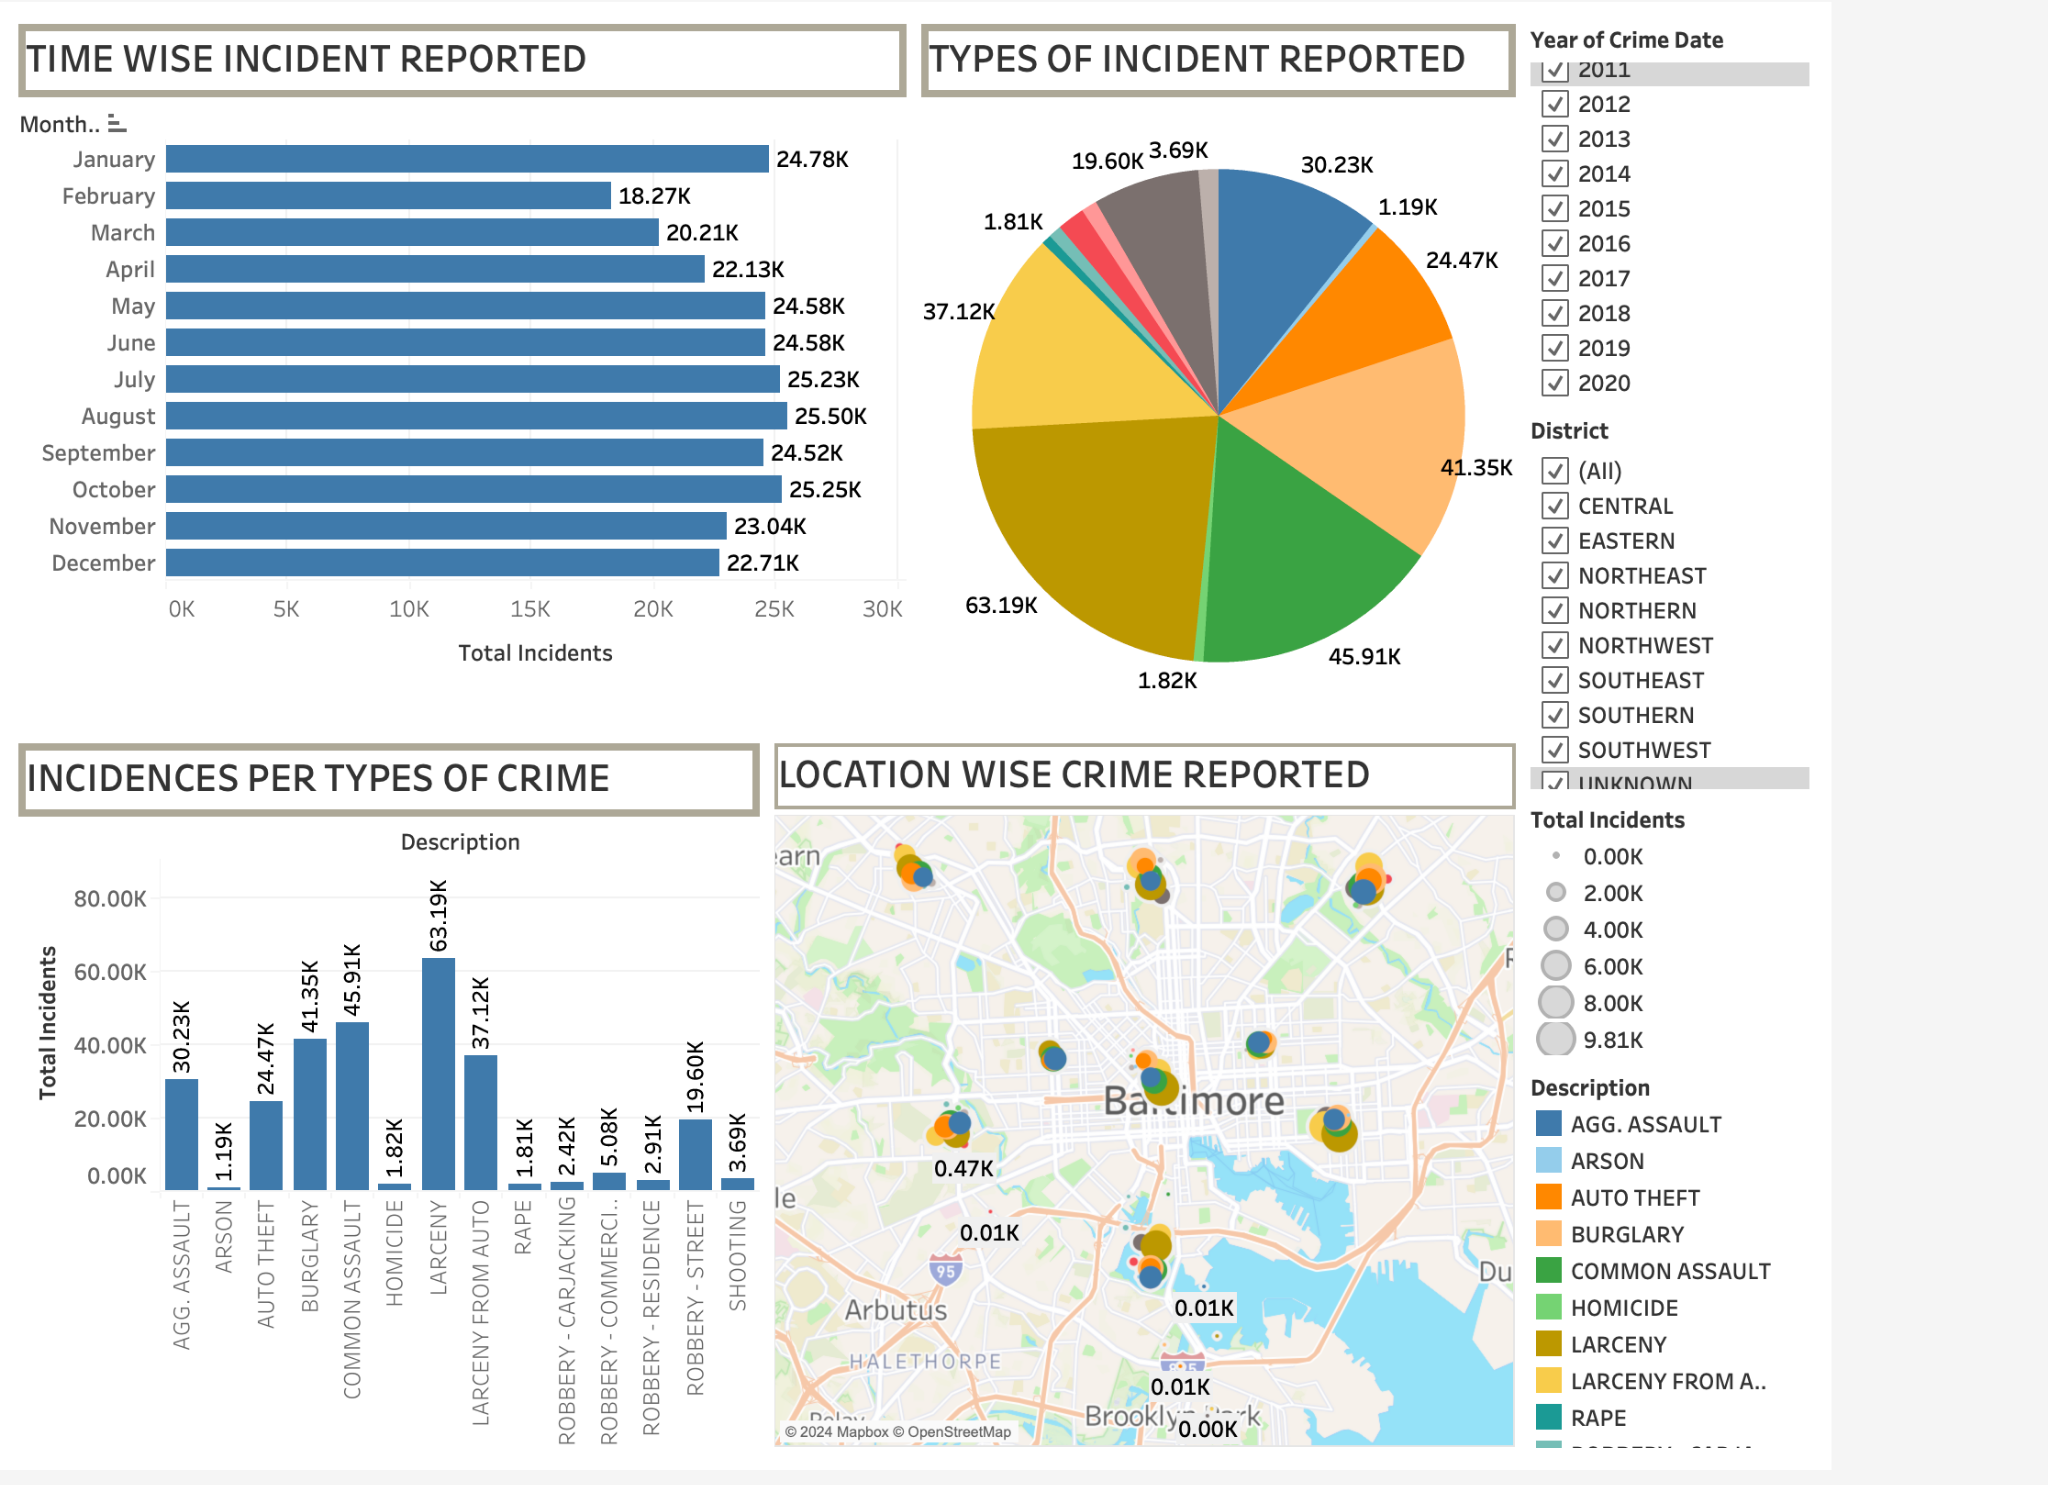 TIME WISE INCIDENT REPORTED
Month..
January 24.78K
February 18.27K
March 20.21K
April 22.13K
May 24.58K
June 24.58K
July 25.23K
August 25.50K
September 24.52K
October 25.25K
November 23.04K
December 22.71K
0K 5K 10K 15K 20K 25K 30K
Total Incidents
TYPES OF INCIDENT REPORTED
19.60K 3.69K 30.23K
1.81K 1.19K
24.47K
37.12K
41.35K
63.19K
45.91K
1.82K
Year of Crime Date
2011
2012
2013
2014
2015
2016
2017
2018
2019
2020
District
(All)
CENTRAL
EASTERN
NORTHEAST
NORTHERN
NORTHWEST
SOUTHEAST
SOUTHERN
SOUTHWEST
UNKNOWN
INCIDENCES PER TYPES OF CRIME
Description
Total Incidents
80.00K
60.00K
40.00K
20.00K
0.00K
30.23K
1.19K
24.47K
41.35K
45.91K
1.82K
63.19K
37.12K
1.81K
2.42K
5.08K
2.91K
19.60K
3.69K
AGG. ASSAULT
ARSON
AUTO THEFT
BURGLARY
COMMON ASSAULT
HOMICIDE
LARCENY
LARCENY FROM AUTO
RAPE
ROBBERY - CARJACKING
ROBBERY - COMMERCI..
ROBBERY - RESIDENCE
ROBBERY - STREET
SHOOTING
LOCATION WISE CRIME REPORTED
earn
Baltimore
0.47K
le
0.01K
95
Du
0.01K
Arbutus
HALETHORPE
895
0.01K
Brooklyn Park
0.00K
© 2024 Mapbox © OpenStreetMap
Total Incidents
0.00K
2.00K
4.00K
6.00K
8.00K
9.81K
Description
AGG. ASSAULT
ARSON
AUTO THEFT
BURGLARY
COMMON ASSAULT
HOMICIDE
LARCENY
LARCENY FROM A..
RAPE